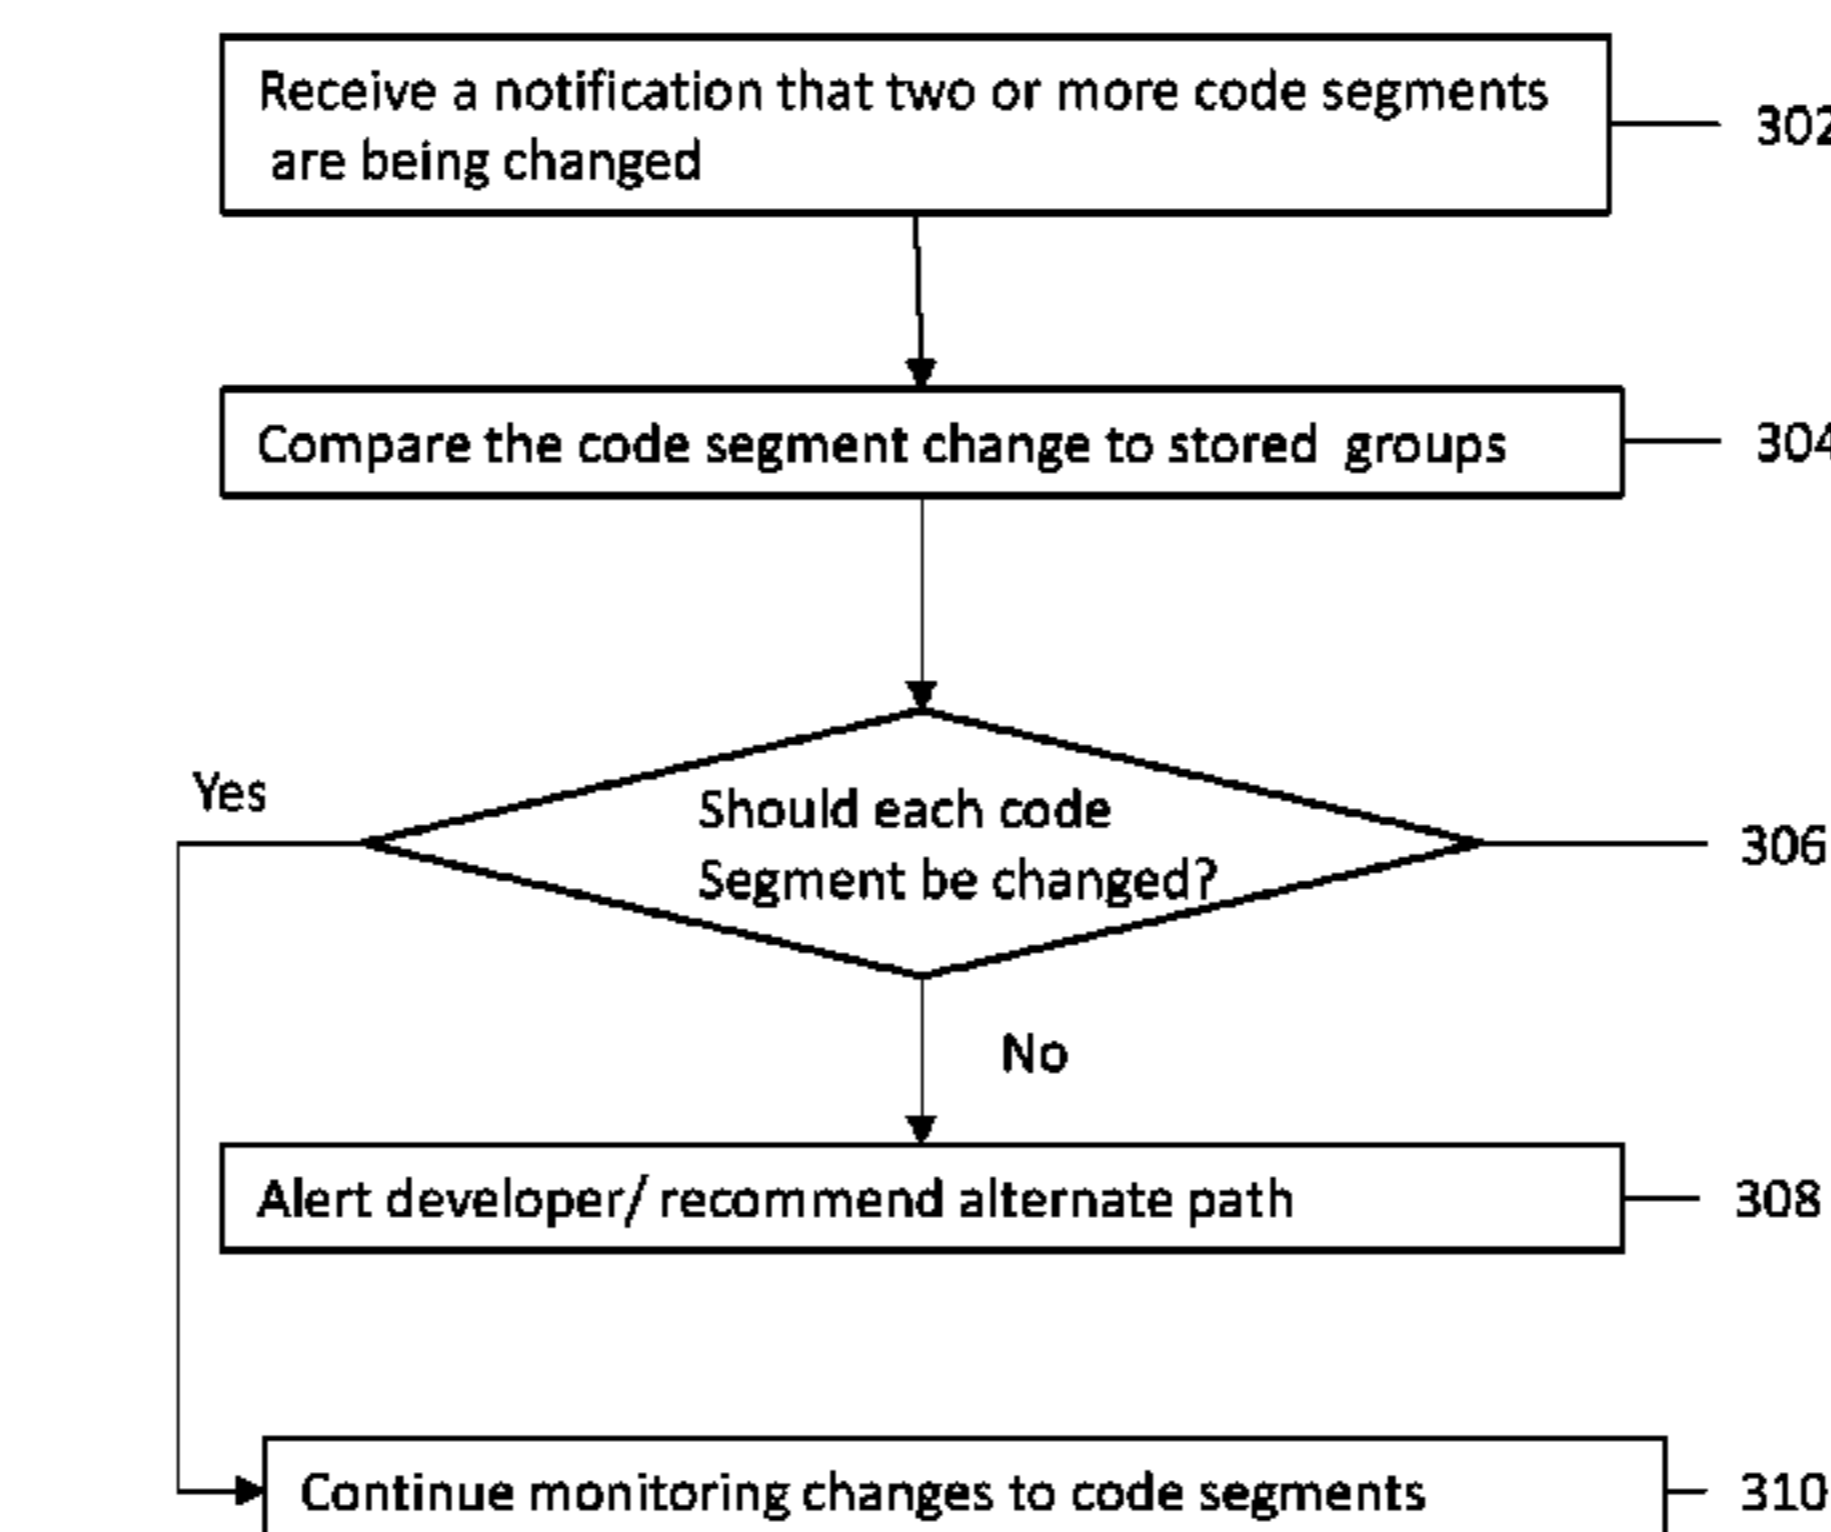 Receive a notification that two or more code segments
are being changed
302
Compare the code segment change to stored groups
304
Yes
Should each code
Segment be changed?
306
No
Alert developer/ recommend alternate path
308
Continue monitoring changes to code segments
310